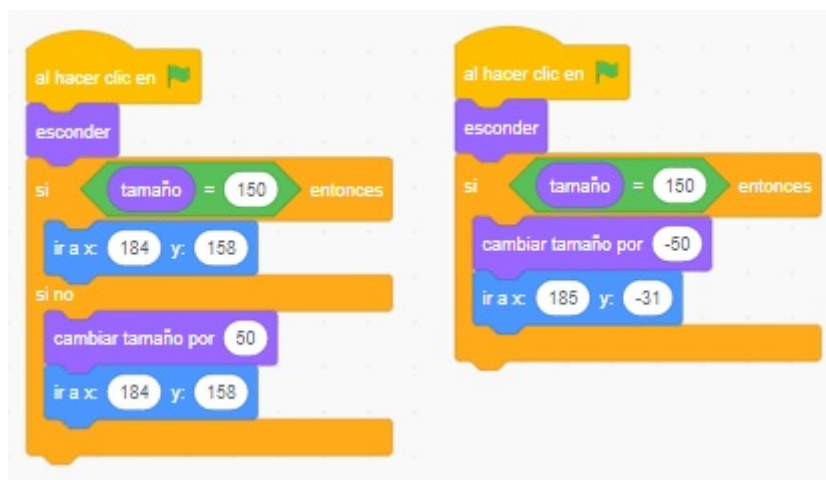 al hacer clic en
esconder
si tamaño = 150 entonces
ir a x: 184 y: 158
si no
cambiar tamaño por 50
ir a x: 184 y: 158
al hacer clic en
esconder
si tamaño = 150 entonces
cambiar tamaño por -50
ir a x: 185 y: -31